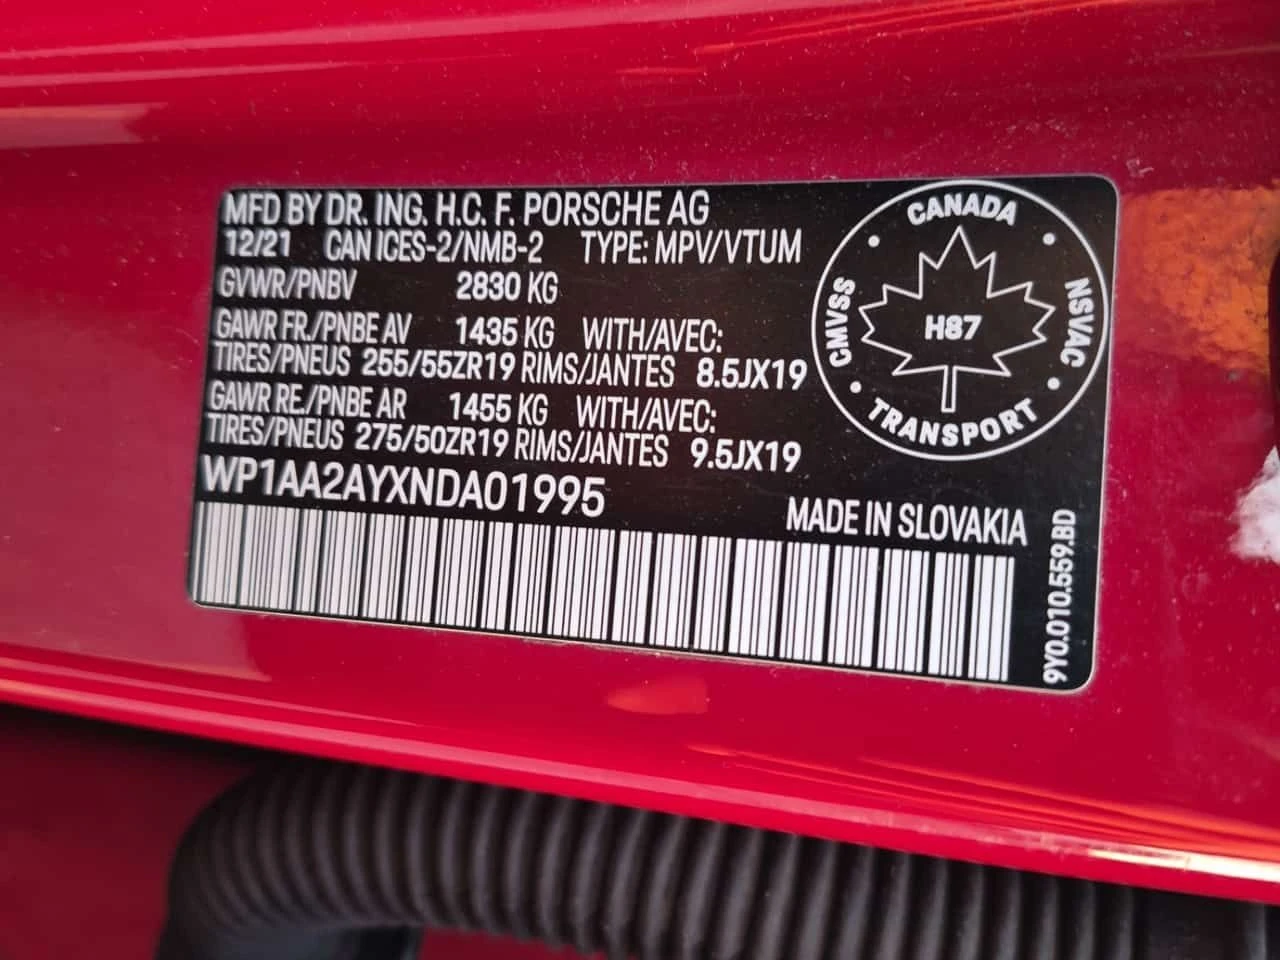 MFD BY DR. ING. H.C. F. PORSCHE AG
12/21 CAN ICES-2/NMB-2 TYPE: MPV/VTUM
GVWR/PNBV 2830 KG
GAWR FR./PNBE AV 1435 KG WITH/AVEC:
TIRES/PNEUS 255/55ZR19 RIMS/JANTES 8.5JX19
GAWR RE./PNBE AR 1455 KG WITH/AVEC:
TIRES/PNEUS 275/50ZR19 RIMS/JANTES 9.5JX19
WP1AA2AYXNDA01995
MADE IN SLOVAKIA
CANADA
CMVSS
H87
NSVAC
TRANSPORT
9Y0.010.559.BD